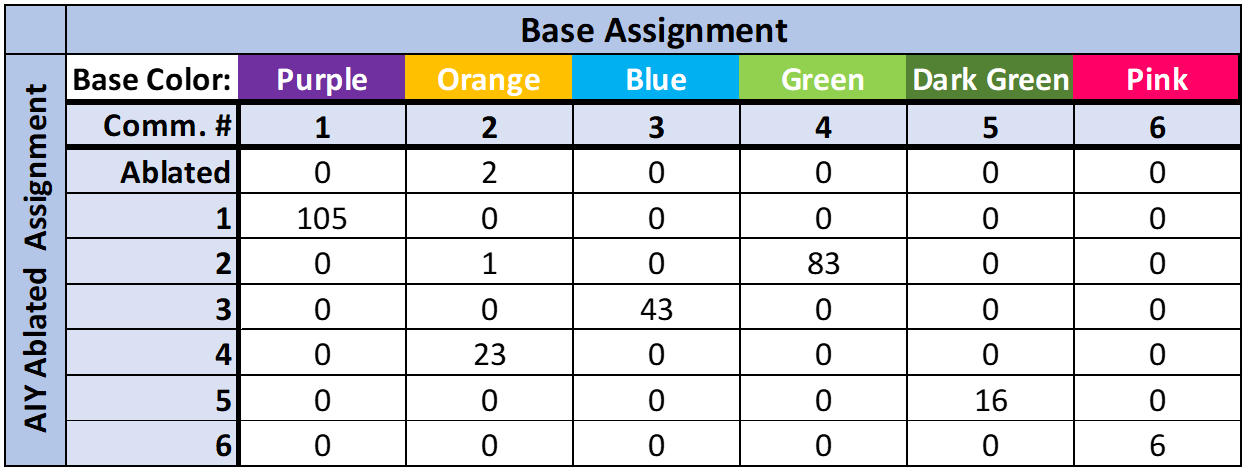 Base Assignment
AIY Ablated Assignment
Base Color: Purple Orange Blue Green Dark Green Pink
Comm. # 1 2 3 4 5 6
Ablated 0 2 0 0 0 0
1 105 0 0 0 0 0
2 0 1 0 83 0 0
3 0 0 43 0 0 0
4 0 23 0 0 0 0
5 0 0 0 0 16 0
6 0 0 0 0 0 6